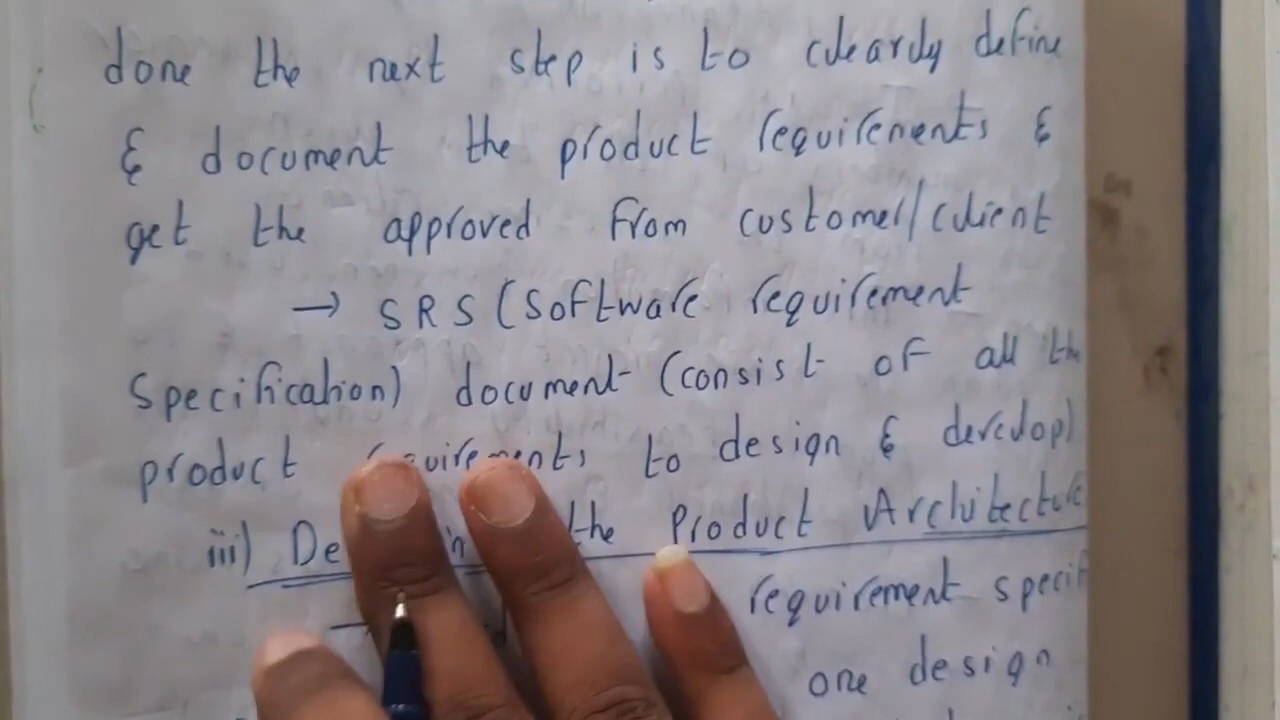 done the next step is to clearly define
& document the product requirements &
get the approved from customer/client
→ SRS (Software requirement
Specification) document (consist of all the
product to design & develop)
iii) the Product Architecture
requirement
one design